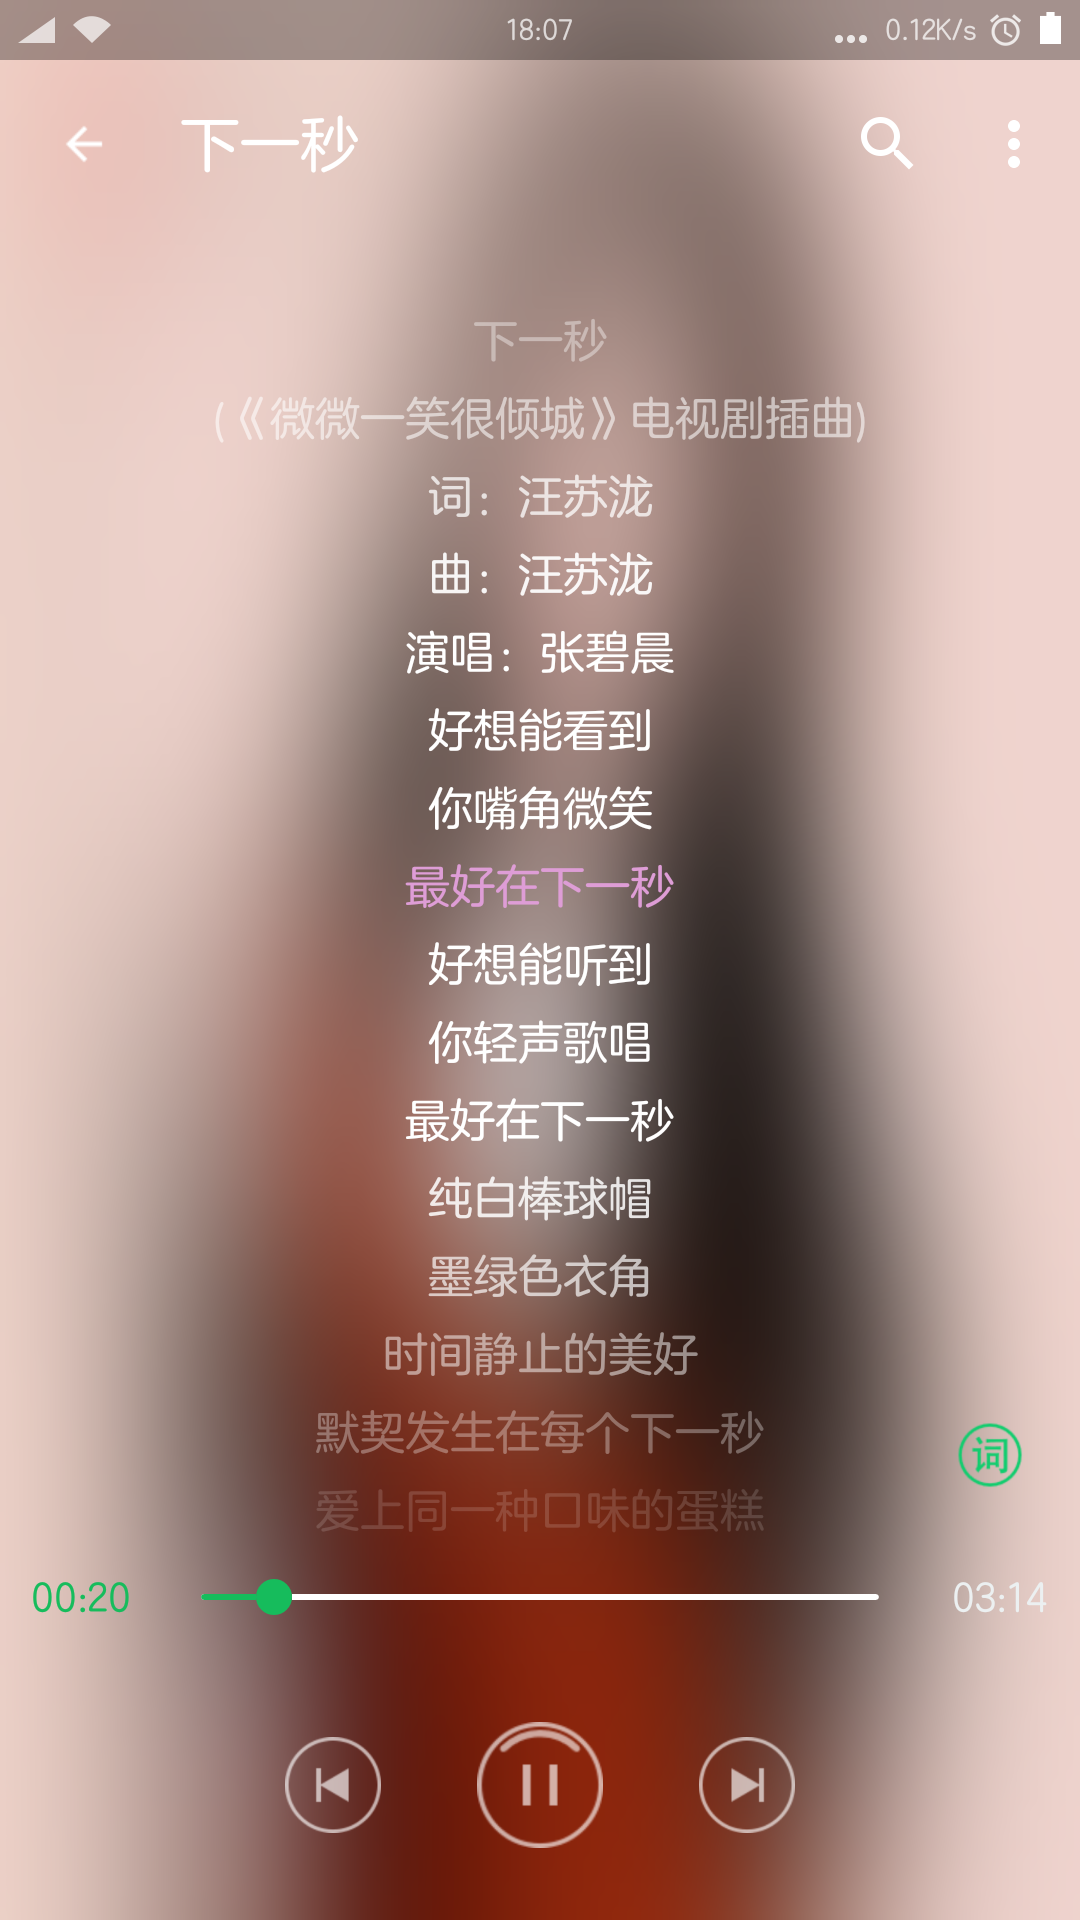 18:07
0.12K/s
下一秒
下一秒
(《微微一笑很倾城》电视剧插曲)
词：汪苏泷
曲：汪苏泷
演唱：张碧晨
好想能看到
你嘴角微笑
最好在下一秒
好想能听到
你轻声歌唱
最好在下一秒
纯白棒球帽
墨绿色衣角
时间静止的美好
默契发生在每个下一秒
词
爱上同一种口味的蛋糕
00:20
03:14